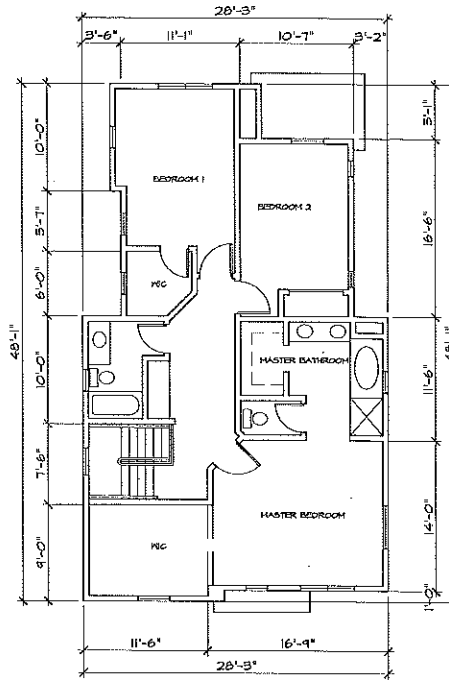 28'-3"
3'-6" 11'-1" 10'-7" 3'-2"
10'-0"
5'-7"
6'-0"
10'-0"
7'-6"
9'-0"
48'-1"
BEDROOM 1
BEDROOM 2
WIC
MASTER BATHROOM
MASTER BEDROOM
WIC
5'-1"
16'-6"
11'-6"
14'-0"
1'-0"
48'-1"
11'-6" 16'-9"
28'-3"